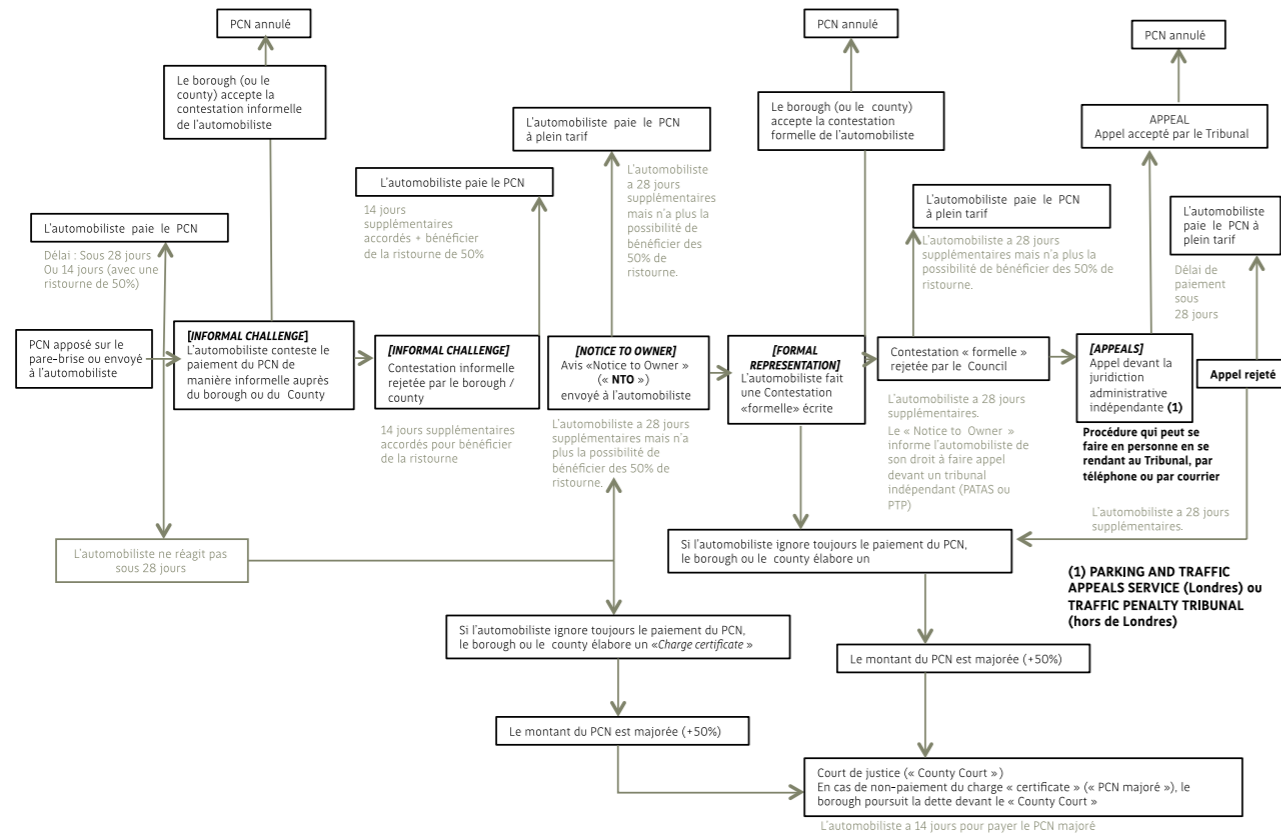 PCN annulé
Le borough (ou le
county) accepte la
contestation informelle
de l'automobiliste
L'automobiliste paie le PCN
Délai : Sous 28 jours
Ou 14 jours (avec une
ristourne de 50%)
PCN apposé sur le
pare-brise ou envoyé
à l'automobiliste
[INFORMAL CHALLENGE]
L'automobiliste conteste le
paiement du PCN de
manière informelle auprès
du borough ou du County
L'automobiliste paie le PCN
14 jours
supplémentaires
accordés + bénéficier
de la ristourne de 50%
[INFORMAL CHALLENGE]
Contestation informelle
rejetée par le borough /
county
14 jours supplémentaires
accordés pour bénéficier
de la ristourne
L'automobiliste paie le PCN
à plein tarif
L'automobiliste
a 28 jours
supplémentaires
mais n'a plus la
possibilité de
bénéficier des
50% de
ristourne.
[NOTICE TO OWNER]
Avis «Notice to Owner»
(« NTO »)
envoyé à l'automobiliste
L'automobiliste a 28 jours
supplémentaires mais n'a
plus la possibilité de
bénéficier des 50% de
ristourne.
PCN annulé
Le borough (ou le county)
accepte la contestation
formelle de l'automobiliste
[FORMAL
REPRESENTATION]
L'automobiliste fait
une Contestation
«formelle» écrite
L'automobiliste paie le PCN
à plein tarif
L'automobiliste a 28 jours
supplémentaires mais n'a plus la
possibilité de bénéficier des 50% de
ristourne.
Contestation « formelle »
rejetée par le Council
L'automobiliste a 28 jours
supplémentaires.
Le « Notice to Owner »
informe l'automobiliste de
son droit à faire appel
devant un tribunal
indépendant (PATAS ou
PTP)
PCN annulé
APPEAL
Appel accepté par le Tribunal
[APPEALS]
Appel devant la
juridiction
administrative
indépendante (1)
Procédure qui peut se
faire en personne en se
rendant au Tribunal, par
téléphone ou par courrier
L'automobiliste
paie le PCN à
plein tarif
Délai de
paiement
sous
28 jours
Appel rejeté
L'automobiliste a 28 jours
supplémentaires.
L'automobiliste ne réagit pas
sous 28 jours
Si l'automobiliste ignore toujours le paiement du PCN,
le borough ou le county élabore un
(1) PARKING AND TRAFFIC
APPEALS SERVICE (Londres) ou
TRAFFIC PENALTY TRIBUNAL
(hors de Londres)
Si l'automobiliste ignore toujours le paiement du PCN,
le borough ou le county élabore un «Charge certificate »
Le montant du PCN est majorée (+50%)
Le montant du PCN est majorée (+50%)
Court de justice (« County Court »)
En cas de non-paiement du charge « certificate » (« PCN majoré »), le
borough poursuit la dette devant le « County Court »
L'automobiliste a 14 jours pour payer le PCN majoré